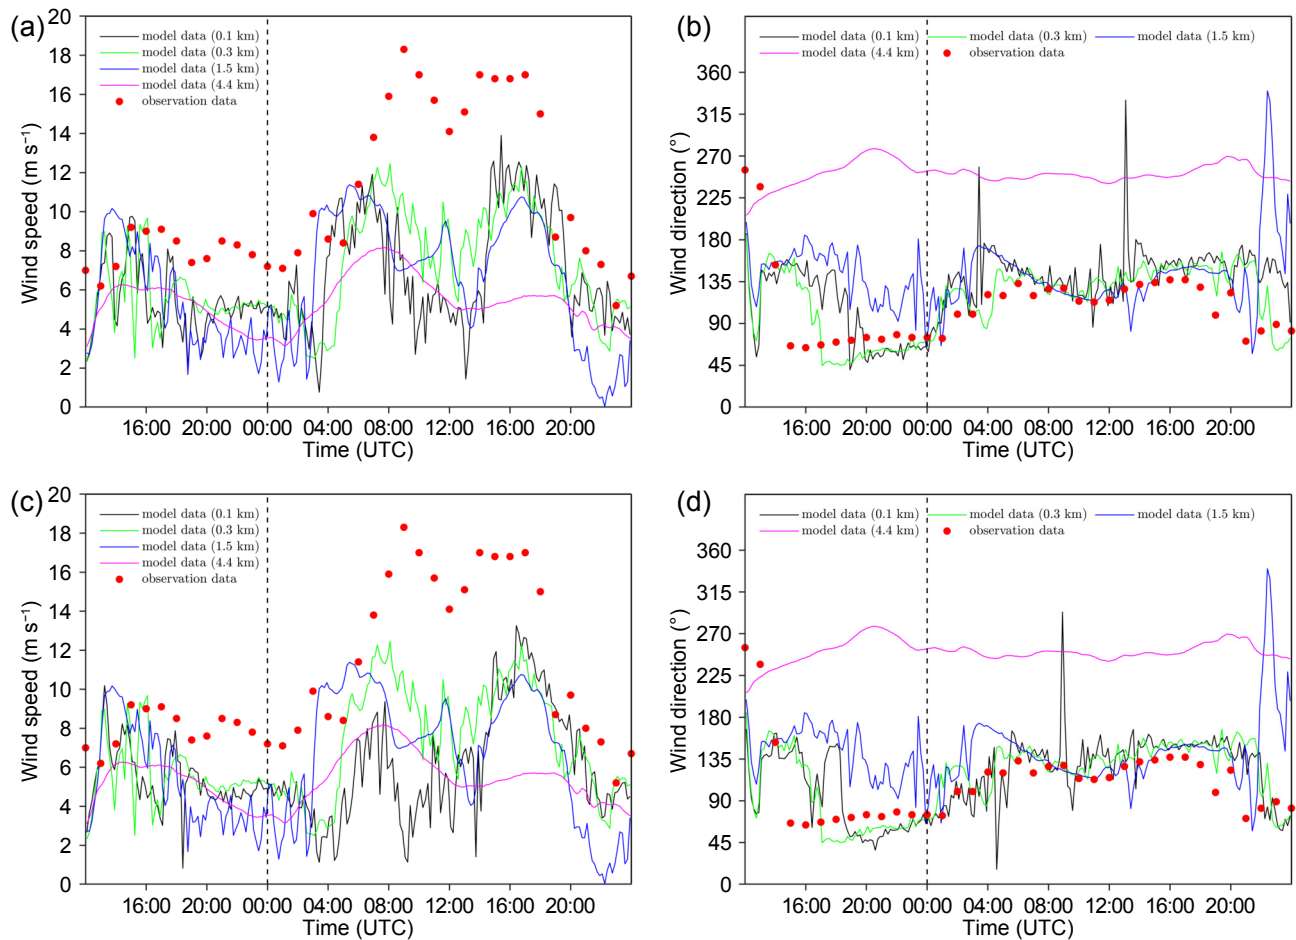 (a)
20
18
16
14
12
10
8
6
4
2
0
Wind speed (m s⁻¹)
model data (0.1 km)
model data (0.3 km)
model data (1.5 km)
model data (4.4 km)
observation data
16:00 20:00 00:00 04:00 08:00 12:00 16:00 20:00
Time (UTC)
(b)
360
315
270
225
180
135
90
45
0
Wind direction (°)
model data (0.1 km) model data (0.3 km) model data (1.5 km)
model data (4.4 km) observation data
16:00 20:00 00:00 04:00 08:00 12:00 16:00 20:00
Time (UTC)
(c)
20
18
16
14
12
10
8
6
4
2
0
Wind speed (m s⁻¹)
model data (0.1 km)
model data (0.3 km)
model data (1.5 km)
model data (4.4 km)
observation data
16:00 20:00 00:00 04:00 08:00 12:00 16:00 20:00
Time (UTC)
(d)
360
315
270
225
180
135
90
45
0
Wind direction (°)
model data (0.1 km) model data (0.3 km) model data (1.5 km)
model data (4.4 km) observation data
16:00 20:00 00:00 04:00 08:00 12:00 16:00 20:00
Time (UTC)